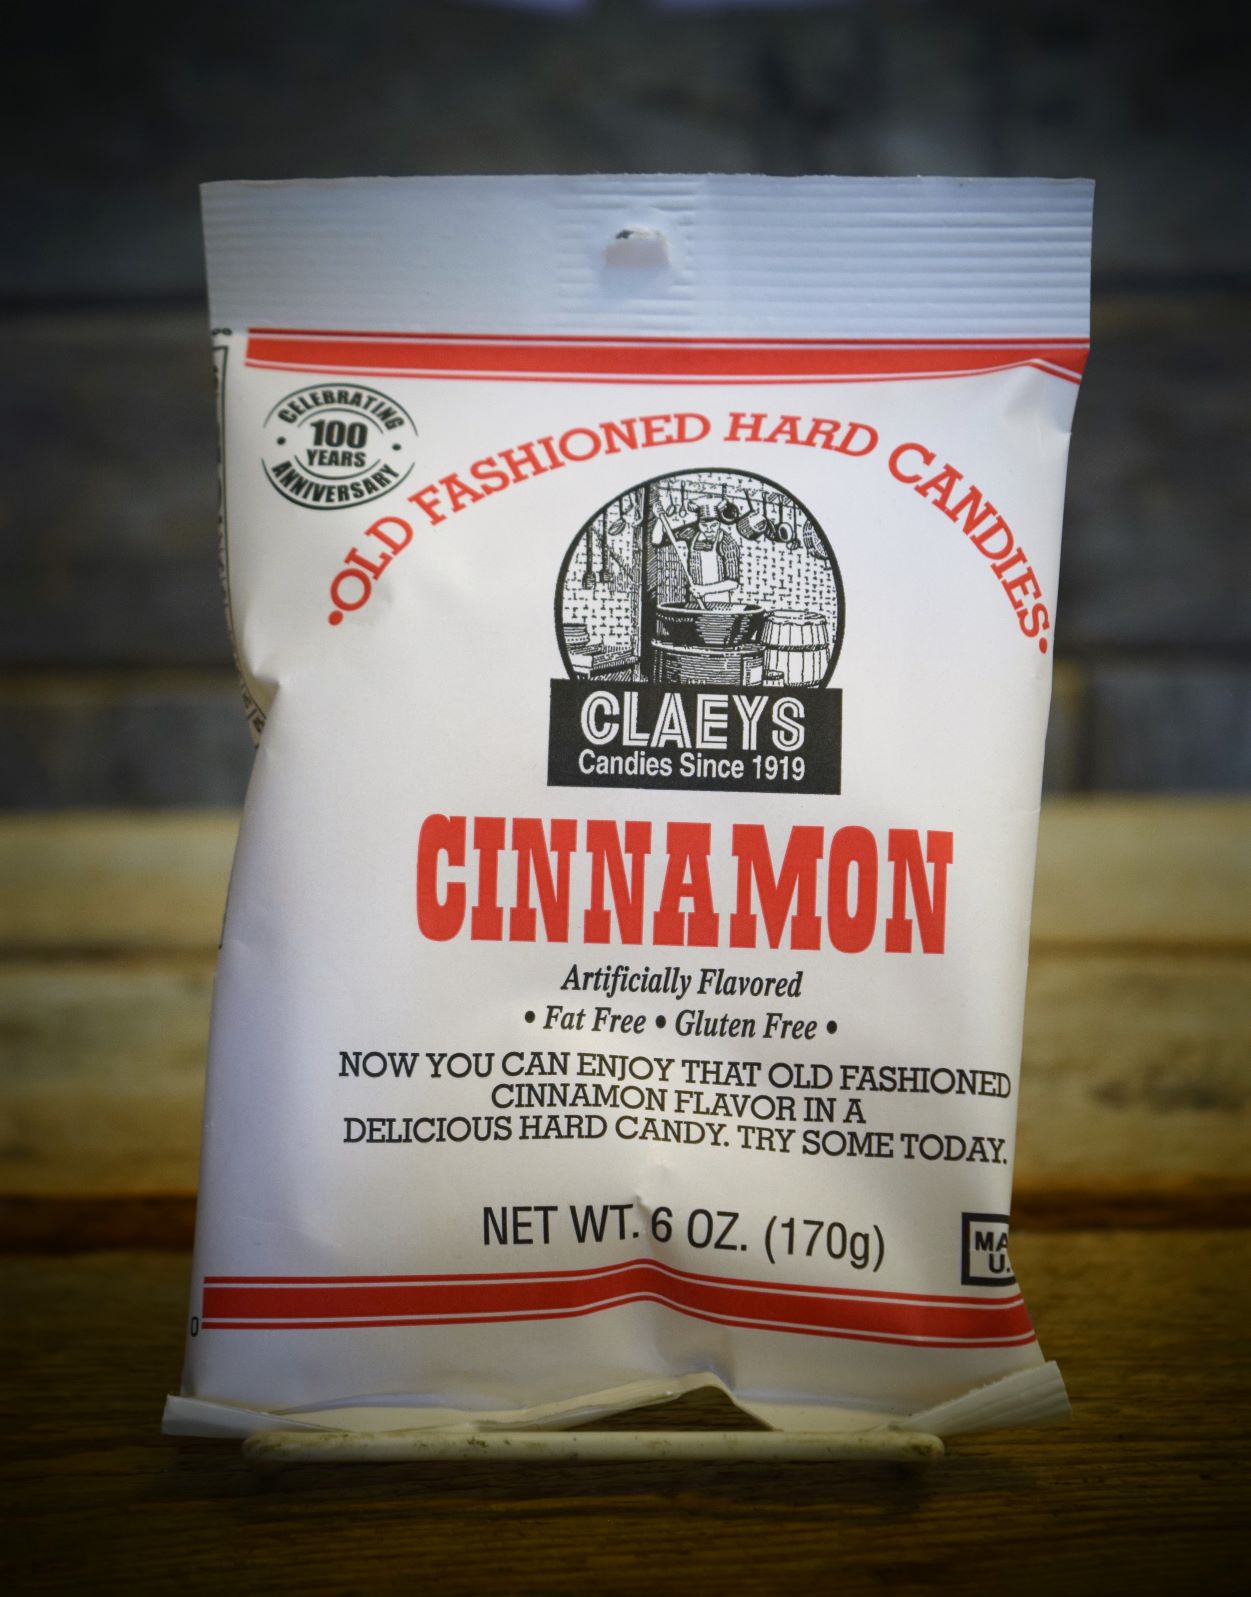 CELEBRATING
100
YEARS
ANNIVERSARY
•OLD FASHIONED HARD CANDIES•
CLAEYS
Candies Since 1919
CINNAMON
Artificially Flavored
• Fat Free • Gluten Free •
NOW YOU CAN ENJOY THAT OLD FASHIONED
CINNAMON FLAVOR IN A
DELICIOUS HARD CANDY. TRY SOME TODAY.
NET WT. 6 OZ. (170g)
MA
U.
0